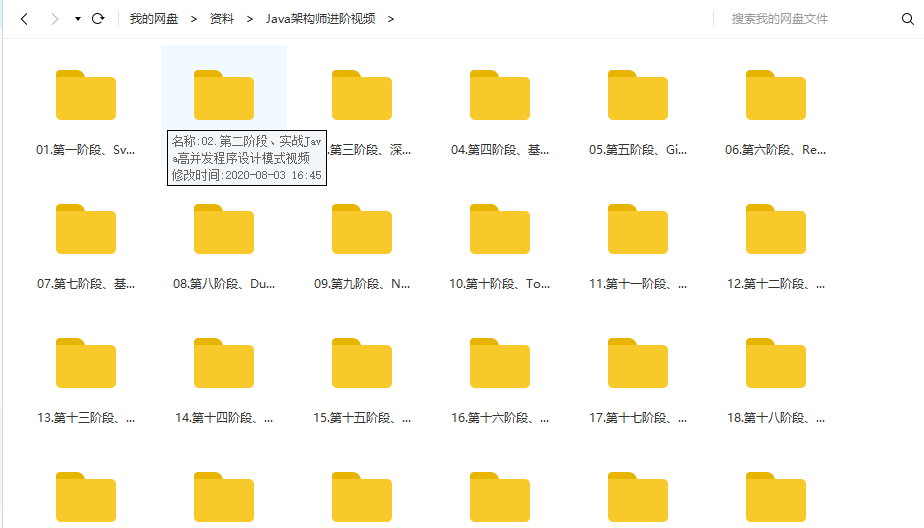 我的网盘 > 资料 > Java架构师进阶视频 >
搜索我的网盘文件
01.第一阶段、Sv...
名称:02.第二阶段、实战Jav
a高并发程序设计模式视频
修改时间:2020-08-03 16:45
.第三阶段、深...
04.第四阶段、基...
05.第五阶段、Gi...
06.第六阶段、Re...
07.第七阶段、基...
08.第八阶段、Du...
09.第九阶段、N...
10.第十阶段、To...
11.第十一阶段、...
12.第十二阶段、...
13.第十三阶段、...
14.第十四阶段、...
15.第十五阶段、...
16.第十六阶段、...
17.第十七阶段、...
18.第十八阶段、...